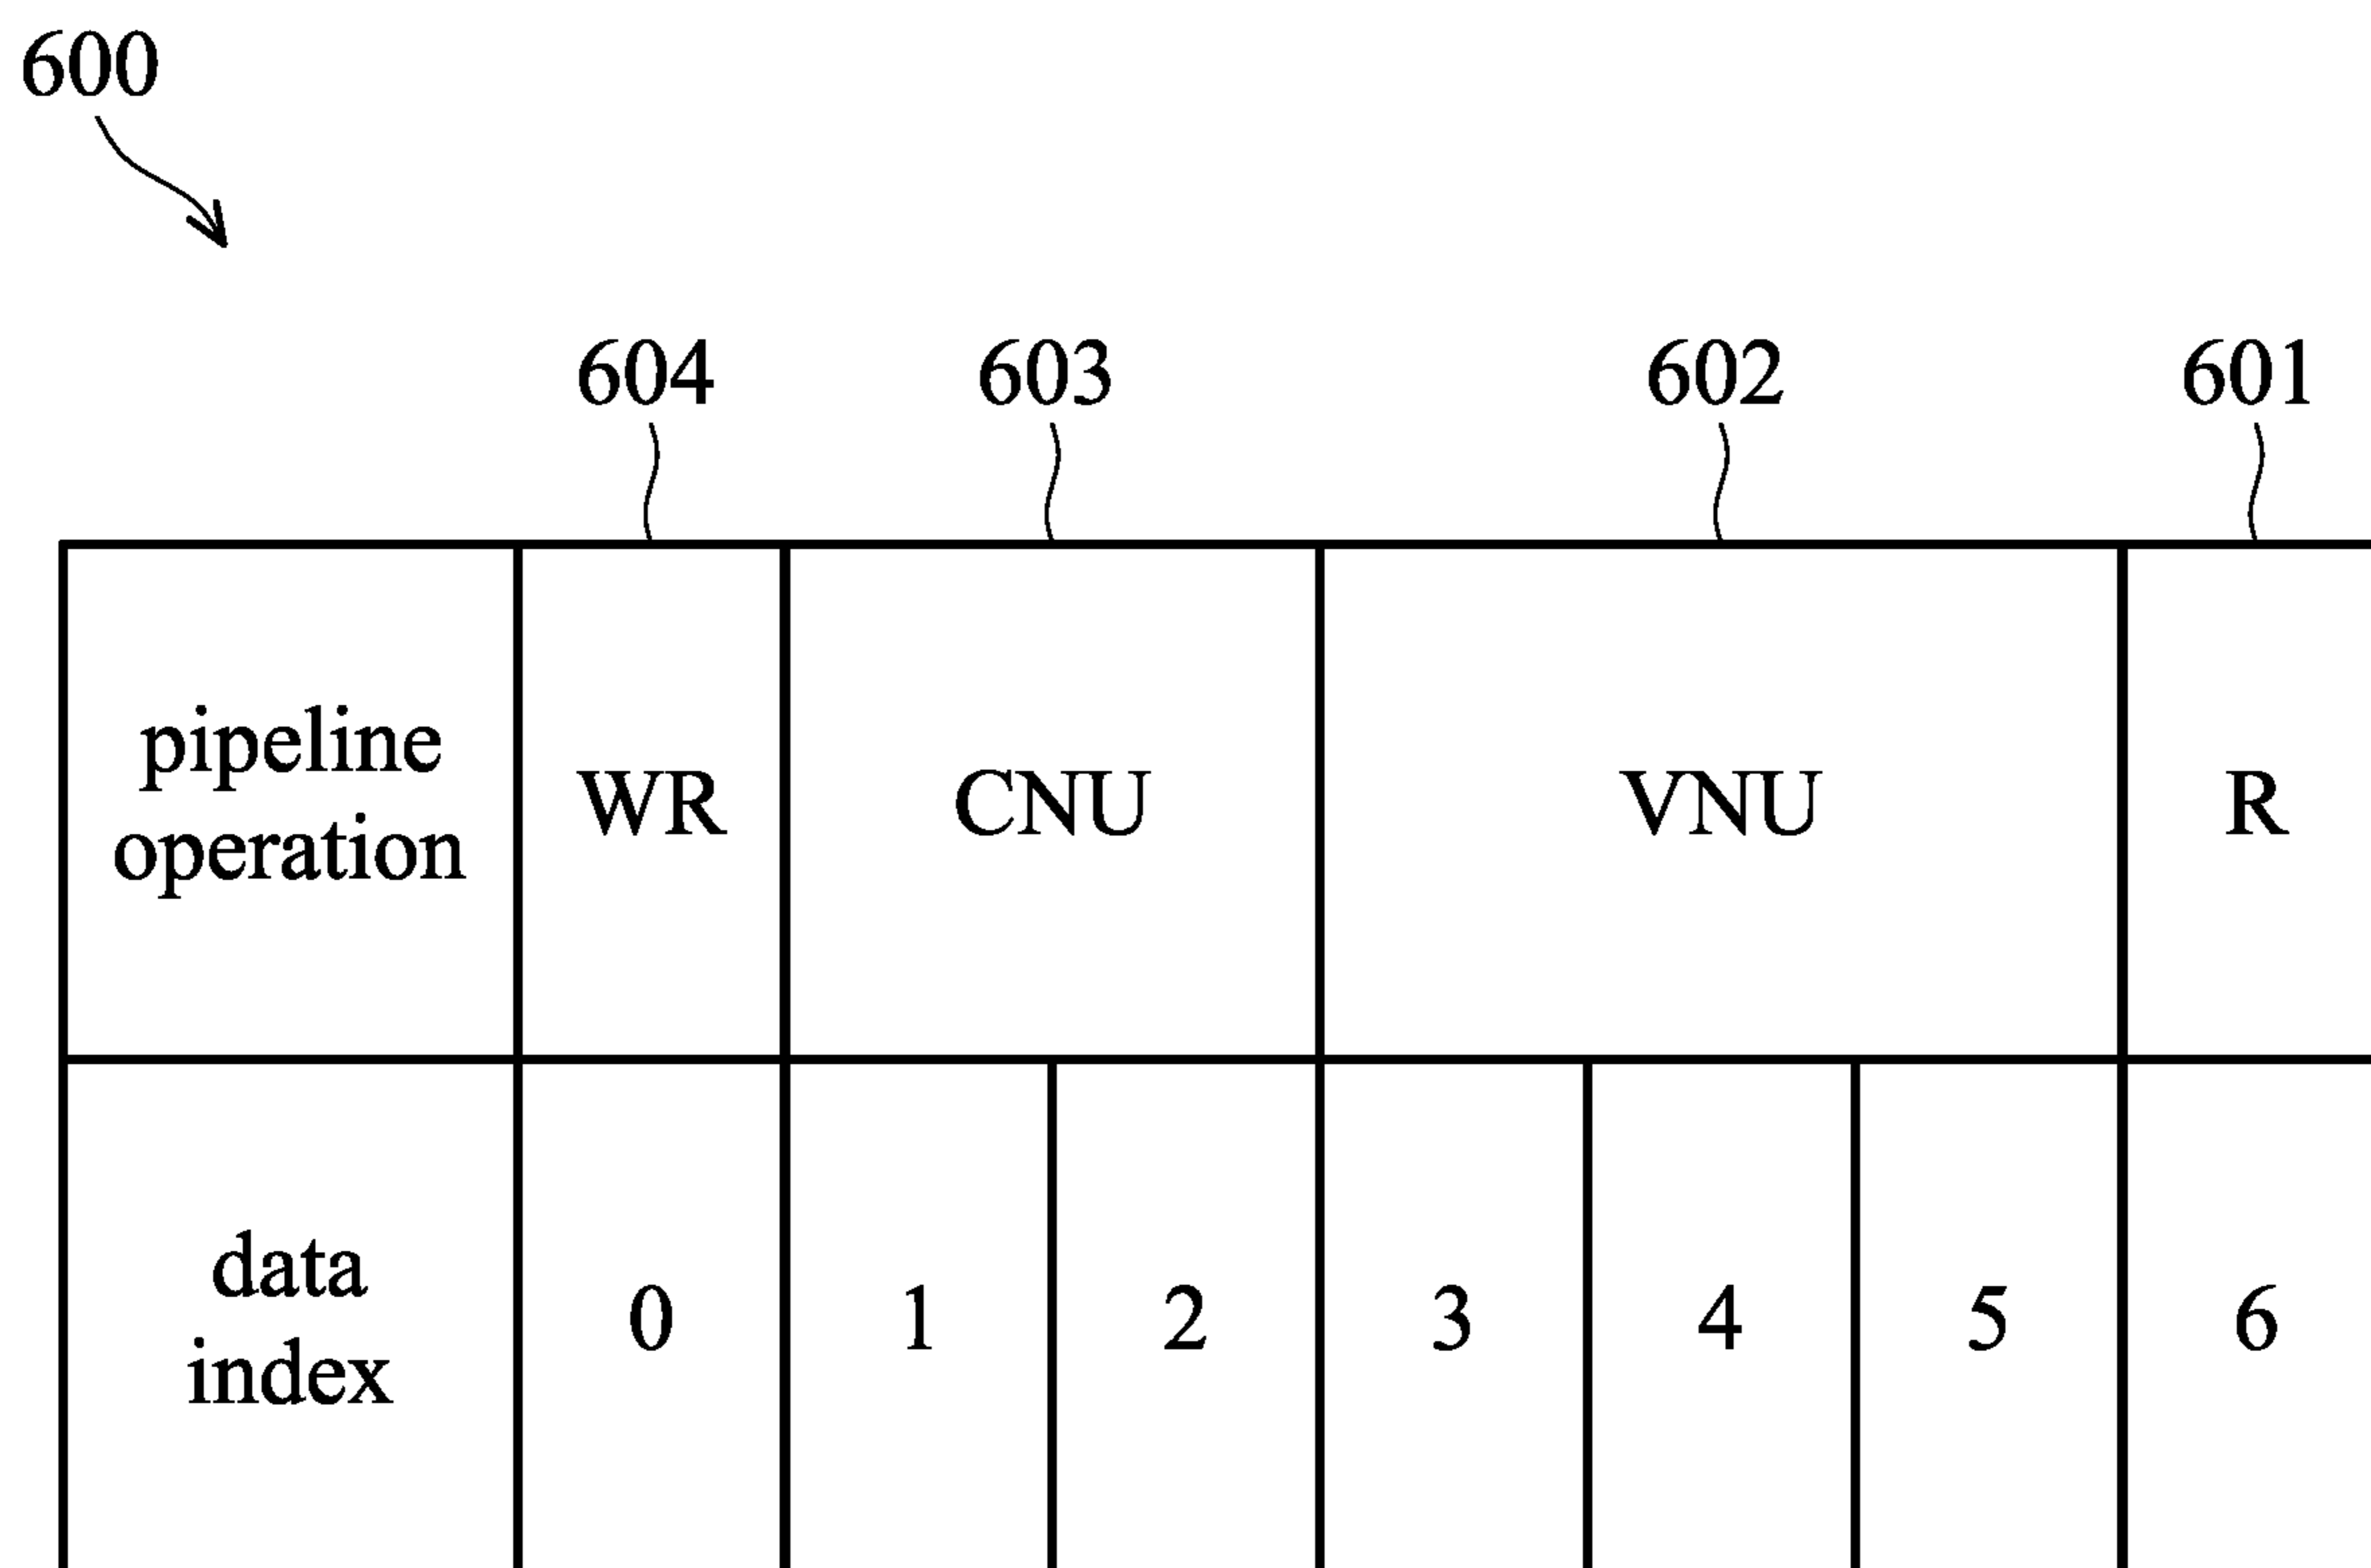 600
604 603 602 601
pipeline
operation
WR CNU VNU R
data
index
0 1 2 3 4 5 6